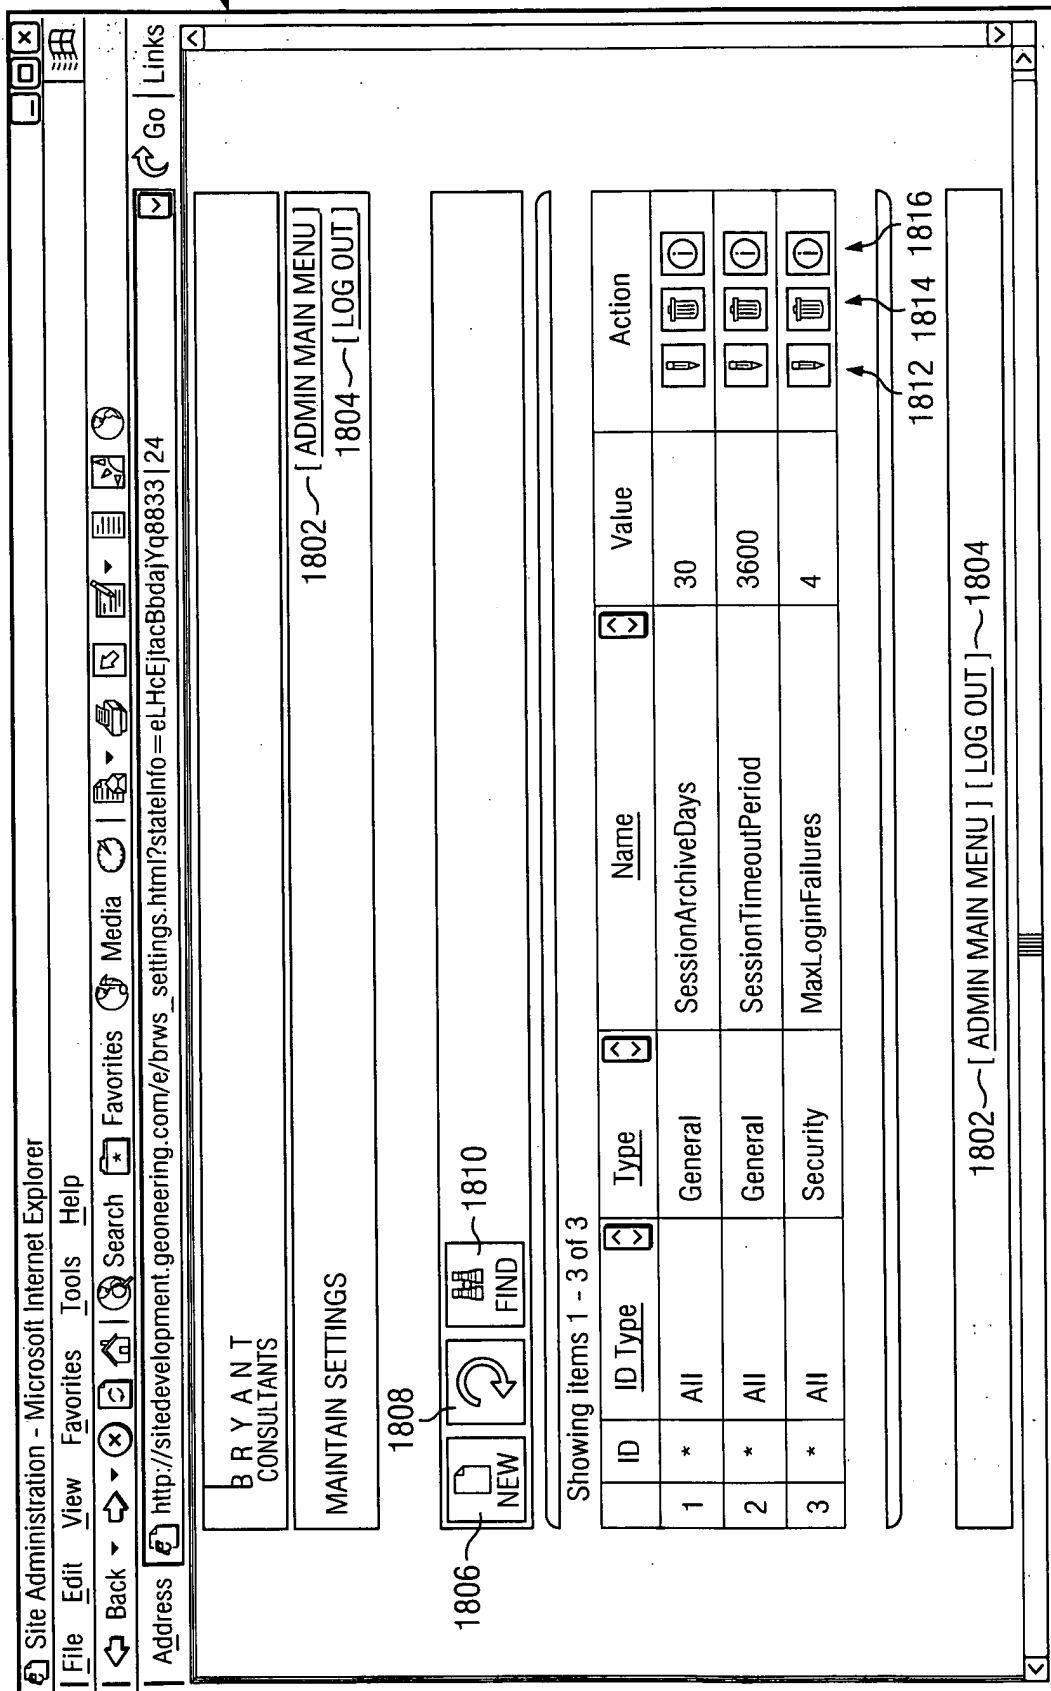 Site Administration - Microsoft Internet Explorer
File Edit View Favorites Tools Help
Back Search Favorites Media
Address http://sitedevelopment.geoneering.com/e/brws_settings.html?stateInfo=eLHcEjtacBbdajYq8833|24 Go Links
B R Y A N T
CONSULTANTS
MAINTAIN SETTINGS
1802 [ ADMIN MAIN MENU ]
1804 [ LOG OUT ]
1808
1806 NEW FIND 1810
Showing items 1 - 3 of 3
ID ID Type Type Name Value Action
1 * All General SessionArchiveDays 30
2 * All General SessionTimeoutPeriod 3600
3 * All Security MaxLoginFailures 4
1812 1814 1816
1802 [ ADMIN MAIN MENU ] [ LOG OUT ] 1804